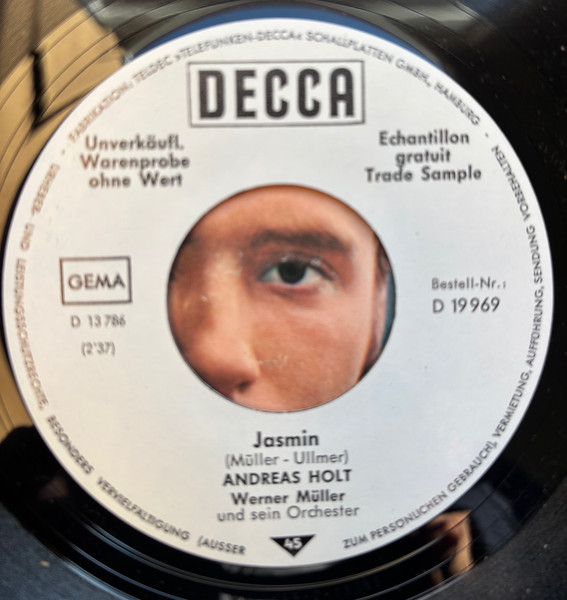 FABRIKATION: TELDEC »TELEFUNKEN-DECCA« SCHALLPLATTEN GMBH, HAMBURG -
DECCA
Unverkäufl.
Warenprobe
ohne Wert
Echantillon
gratuit
Trade Sample
GEMA
D 13 786
(2'37)
Bestell-Nr.:
D 19 969
Jasmin
(Müller - Ullmer)
ANDREAS HOLT
Werner Müller
und sein Orchester
45
URHEBER- UND LEISTUNGSSCHUTZRECHTE, BESONDERS VERVIELFÄLTIGUNG (AUSSER ZUM PERSÖNLICHEN GEBRAUCH), VERMIETUNG, AUFFÜHRUNG, SENDUNG VORBEHALTEN